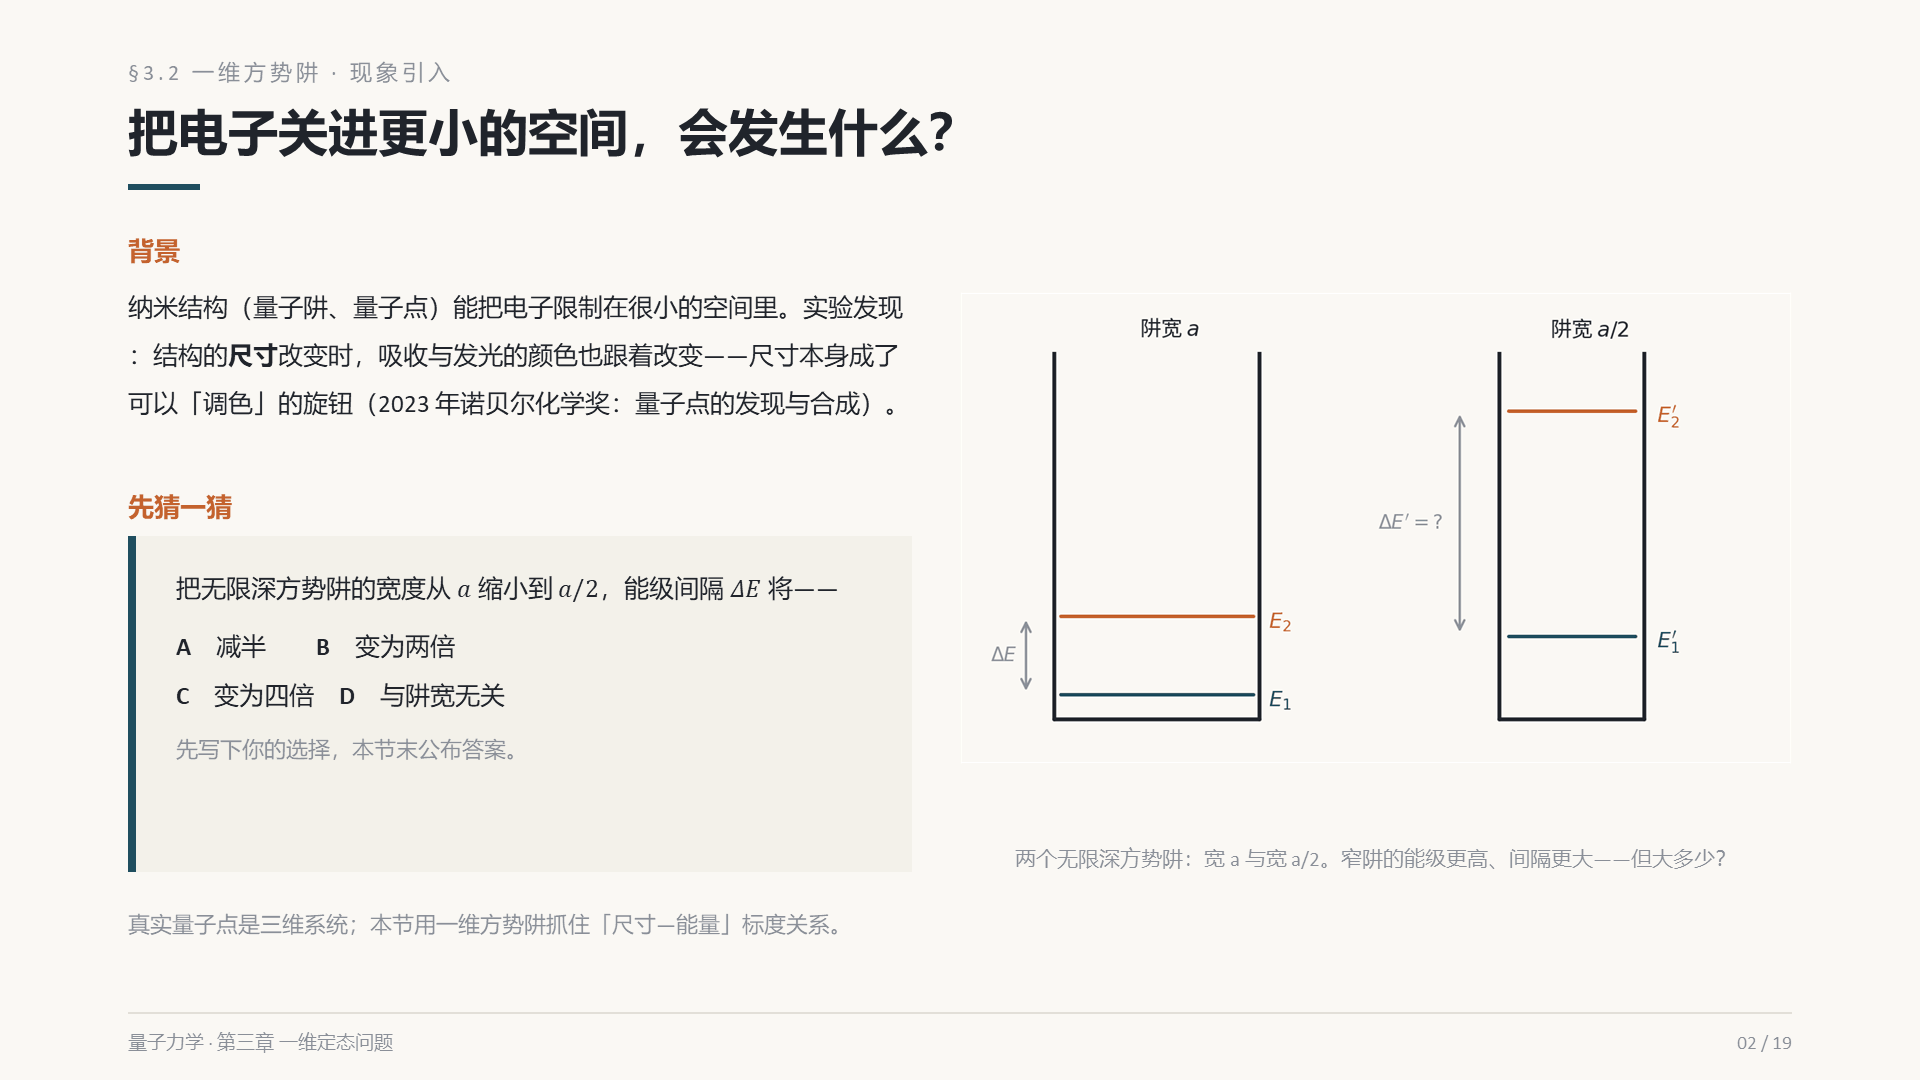 §3.2 一维方势阱 · 现象引入
把电子关进更小的空间，会发生什么？
背景
纳米结构（量子阱、量子点）能把电子限制在很小的空间里。实验发现
：结构的尺寸改变时，吸收与发光的颜色也跟着改变——尺寸本身成了
可以「调色」的旋钮（2023 年诺贝尔化学奖：量子点的发现与合成）。
先猜一猜
把无限深方势阱的宽度从 a 缩小到 a/2，能级间隔 ΔE 将——
A 减半 B 变为两倍
C 变为四倍 D 与阱宽无关
先写下你的选择，本节末公布答案。
真实量子点是三维系统；本节用一维方势阱抓住「尺寸—能量」标度关系。
阱宽 a
E₂
ΔE
E₁
阱宽 a/2
E₂′
ΔE′ = ?
E₁′
两个无限深方势阱：宽 a 与宽 a/2。窄阱的能级更高、间隔更大——但大多少？
量子力学 · 第三章 一维定态问题
02 / 19